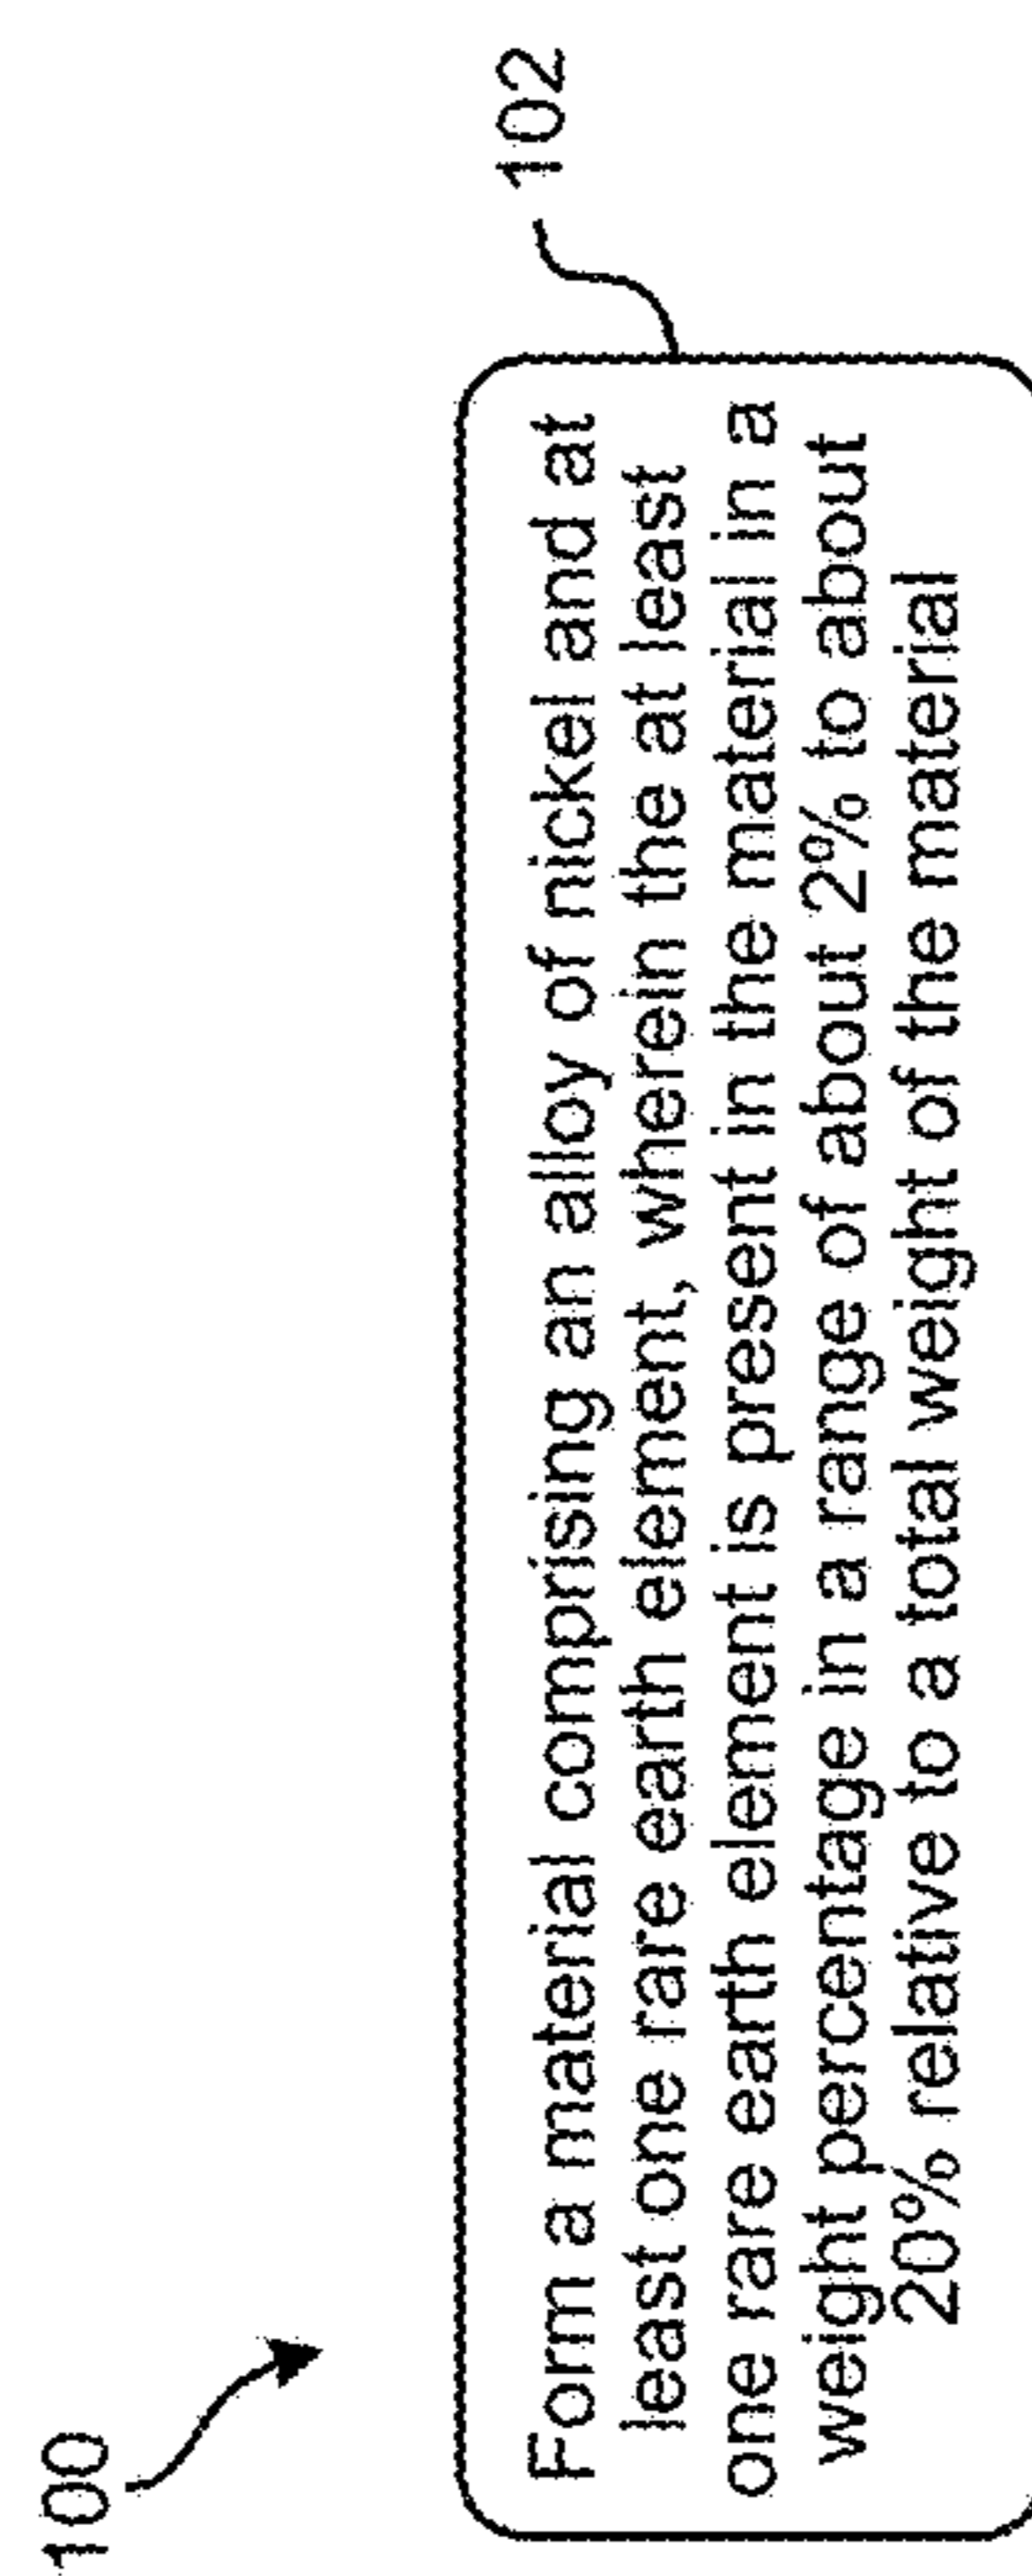 100
102
Form a material comprising an alloy of nickel and at
least one rare earth element, wherein the at least
one rare earth element is present in the material in a
weight percentage in a range of about 2% to about
20% relative to a total weight of the material